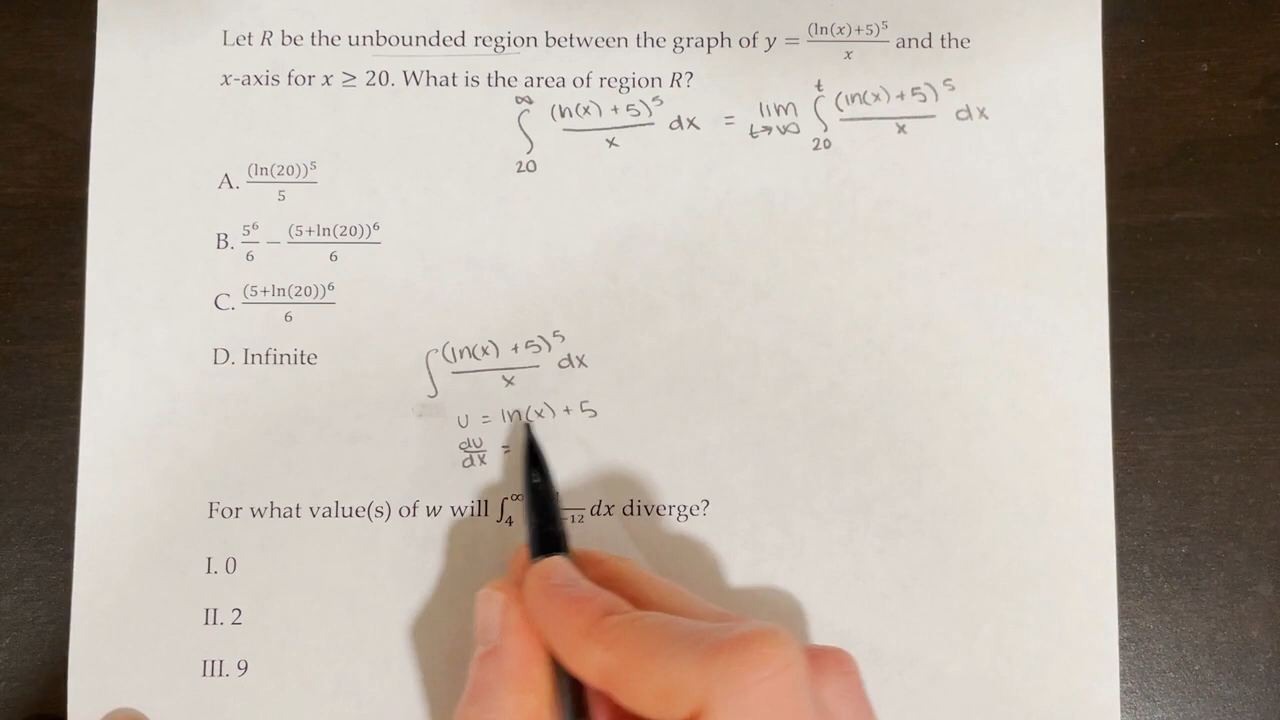 Let R be the unbounded region between the graph of y = (ln(x)+5)⁵/x and the
x-axis for x ≥ 20. What is the area of region R?
∫₂₀^∞ (ln(x) + 5)⁵/x dx = lim t→∞ ∫₂₀^t (ln(x) + 5)⁵/x dx
A. (ln(20))⁵/5
B. 5⁶/6 − (5+ln(20))⁶/6
C. (5+ln(20))⁶/6
D. Infinite
∫ (ln(x) + 5)⁵/x dx
u = ln(x) + 5
du/dx =
For what value(s) of w will ∫₄^∞ -12 dx diverge?
I. 0
II. 2
III. 9